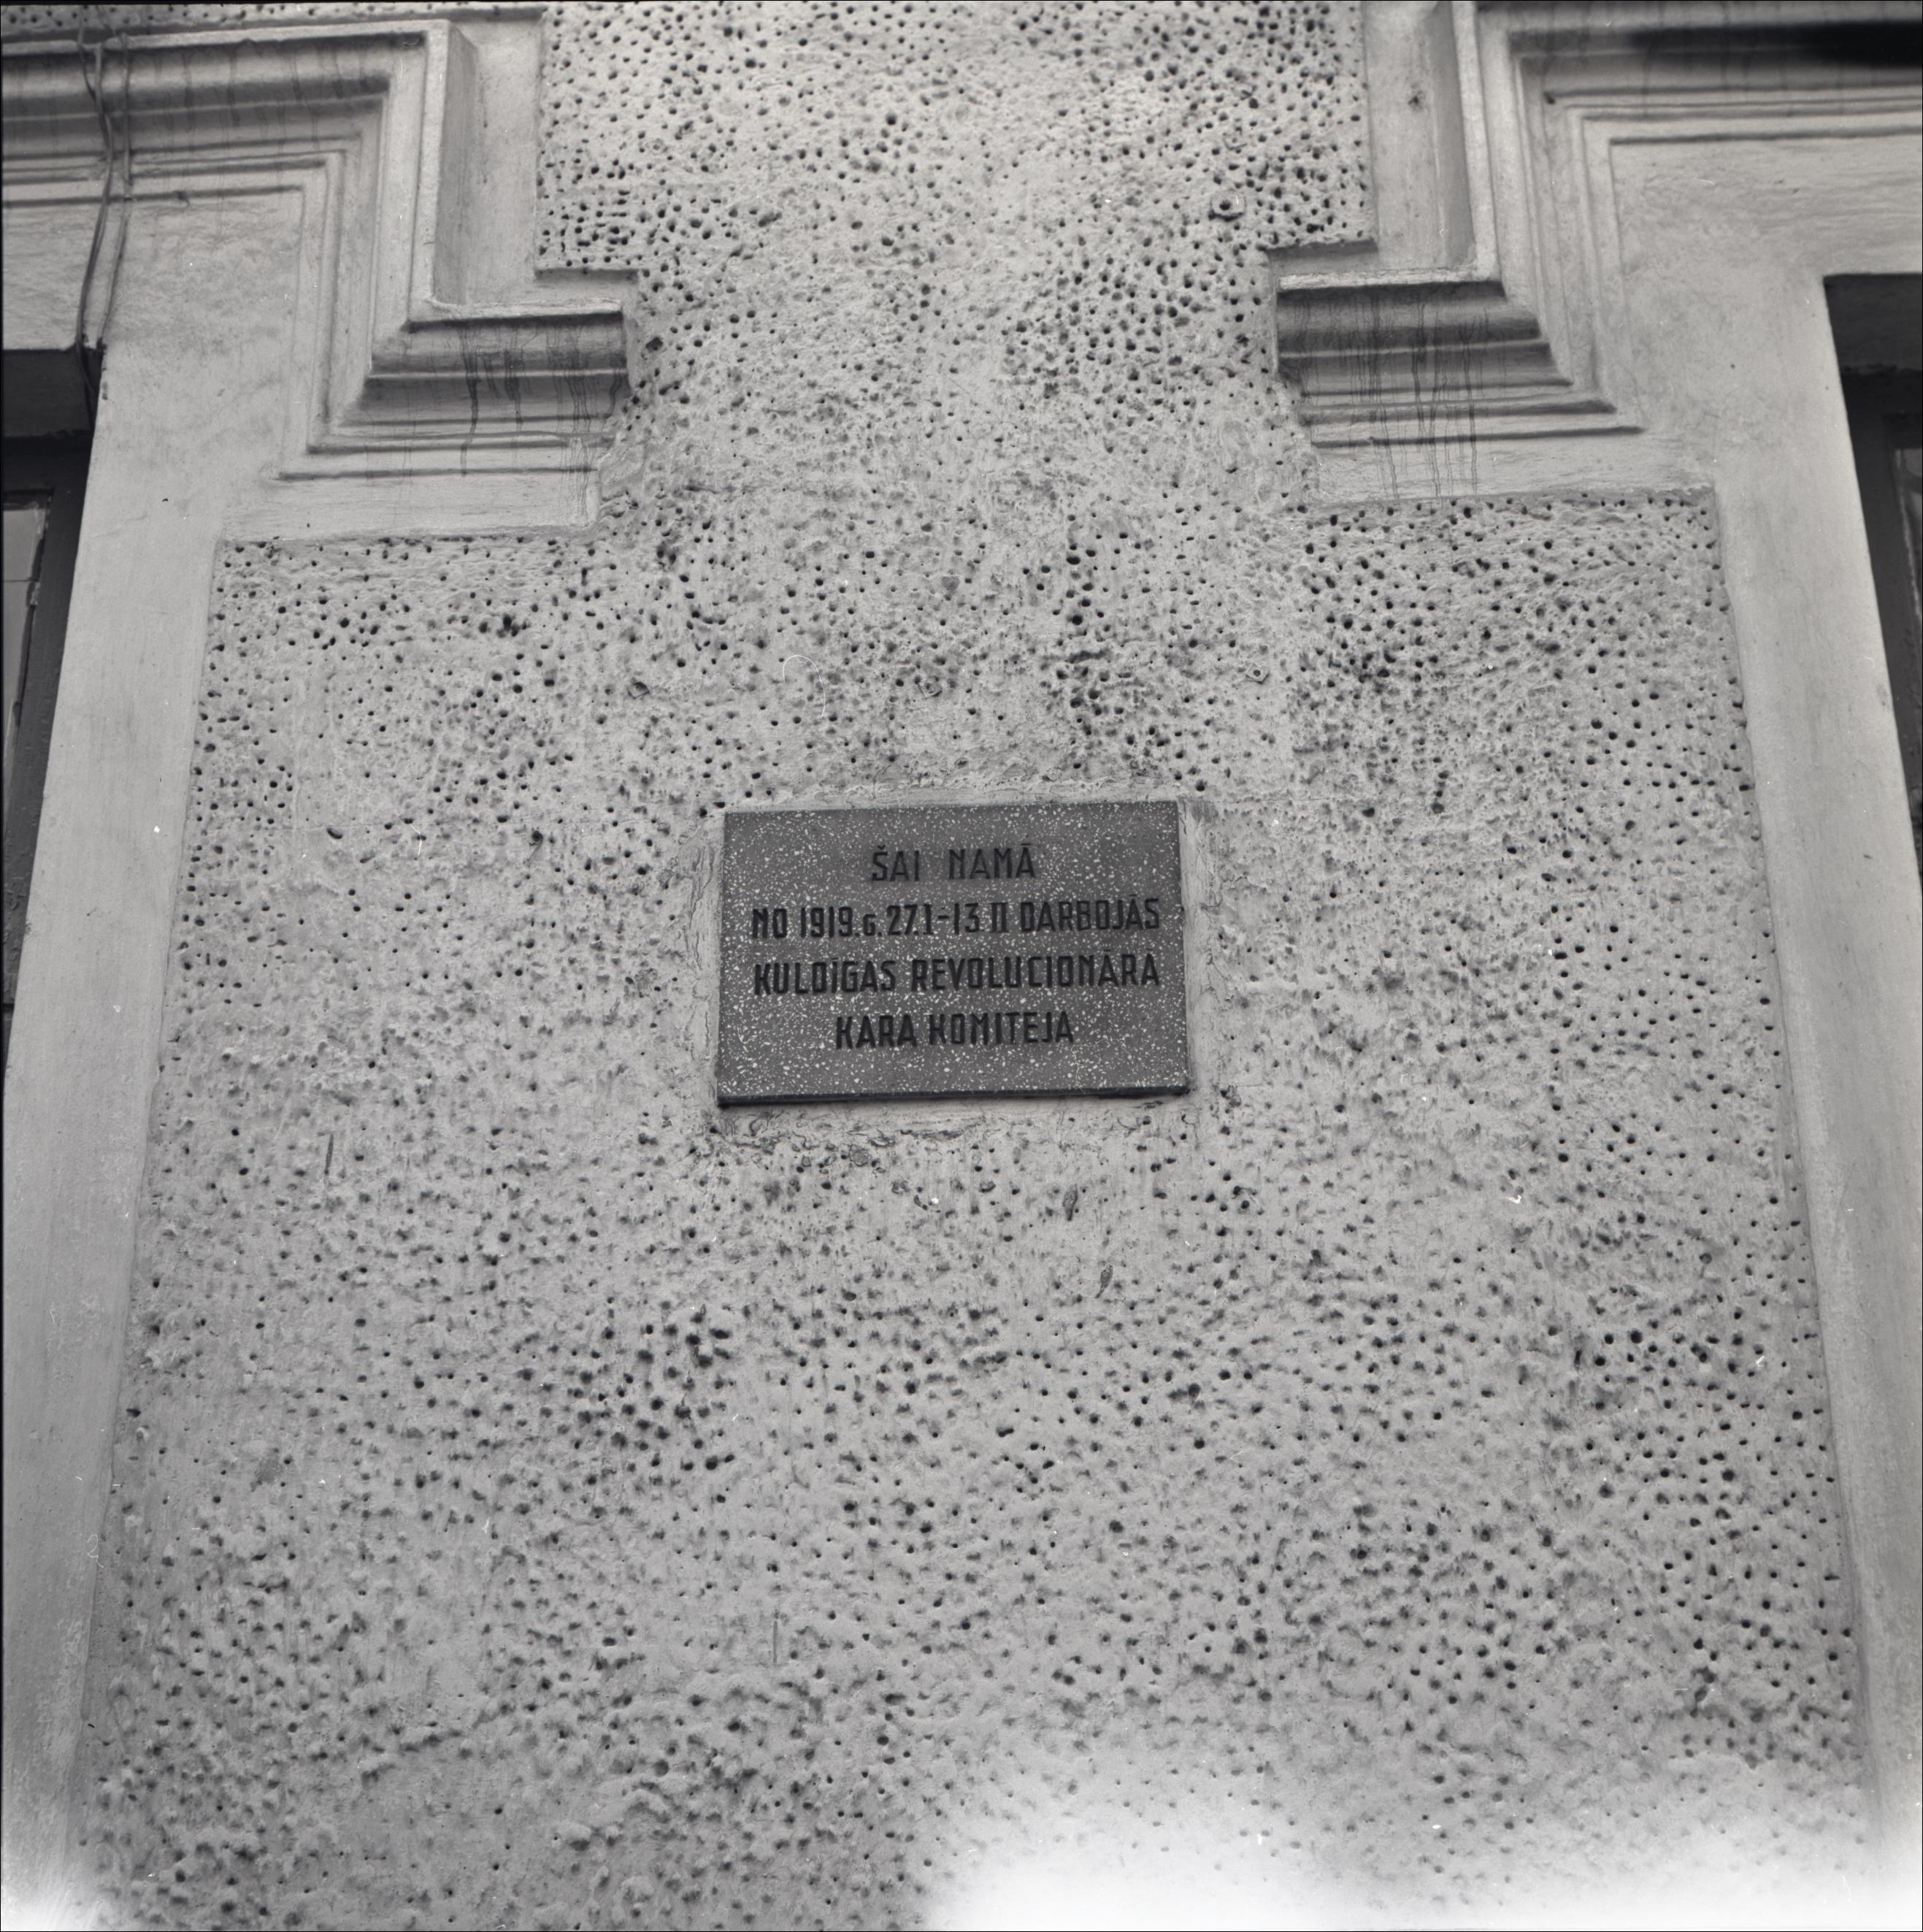 ŠAI NAMĀ
NO 1919.G. 27.I-13 II DARBOJĀS
KULDĪGAS REVOLUCIONĀRĀ
KARA KOMITEJA